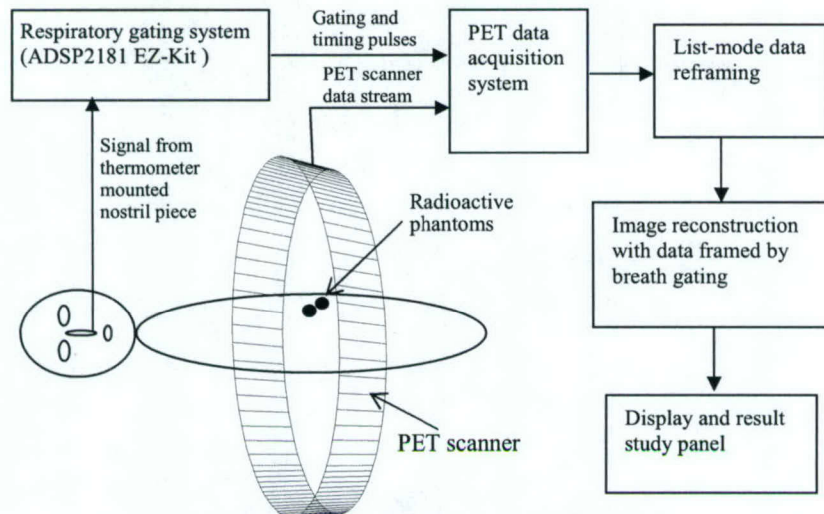 Respiratory gating system
(ADSP2181 EZ-Kit )
Gating and
timing pulses
PET scanner
data stream
PET data
acquisition
system
List-mode data
reframing
Signal from
thermometer
mounted
nostril piece
Radioactive
phantoms
Image reconstruction
with data framed by
breath gating
PET scanner
Display and result
study panel